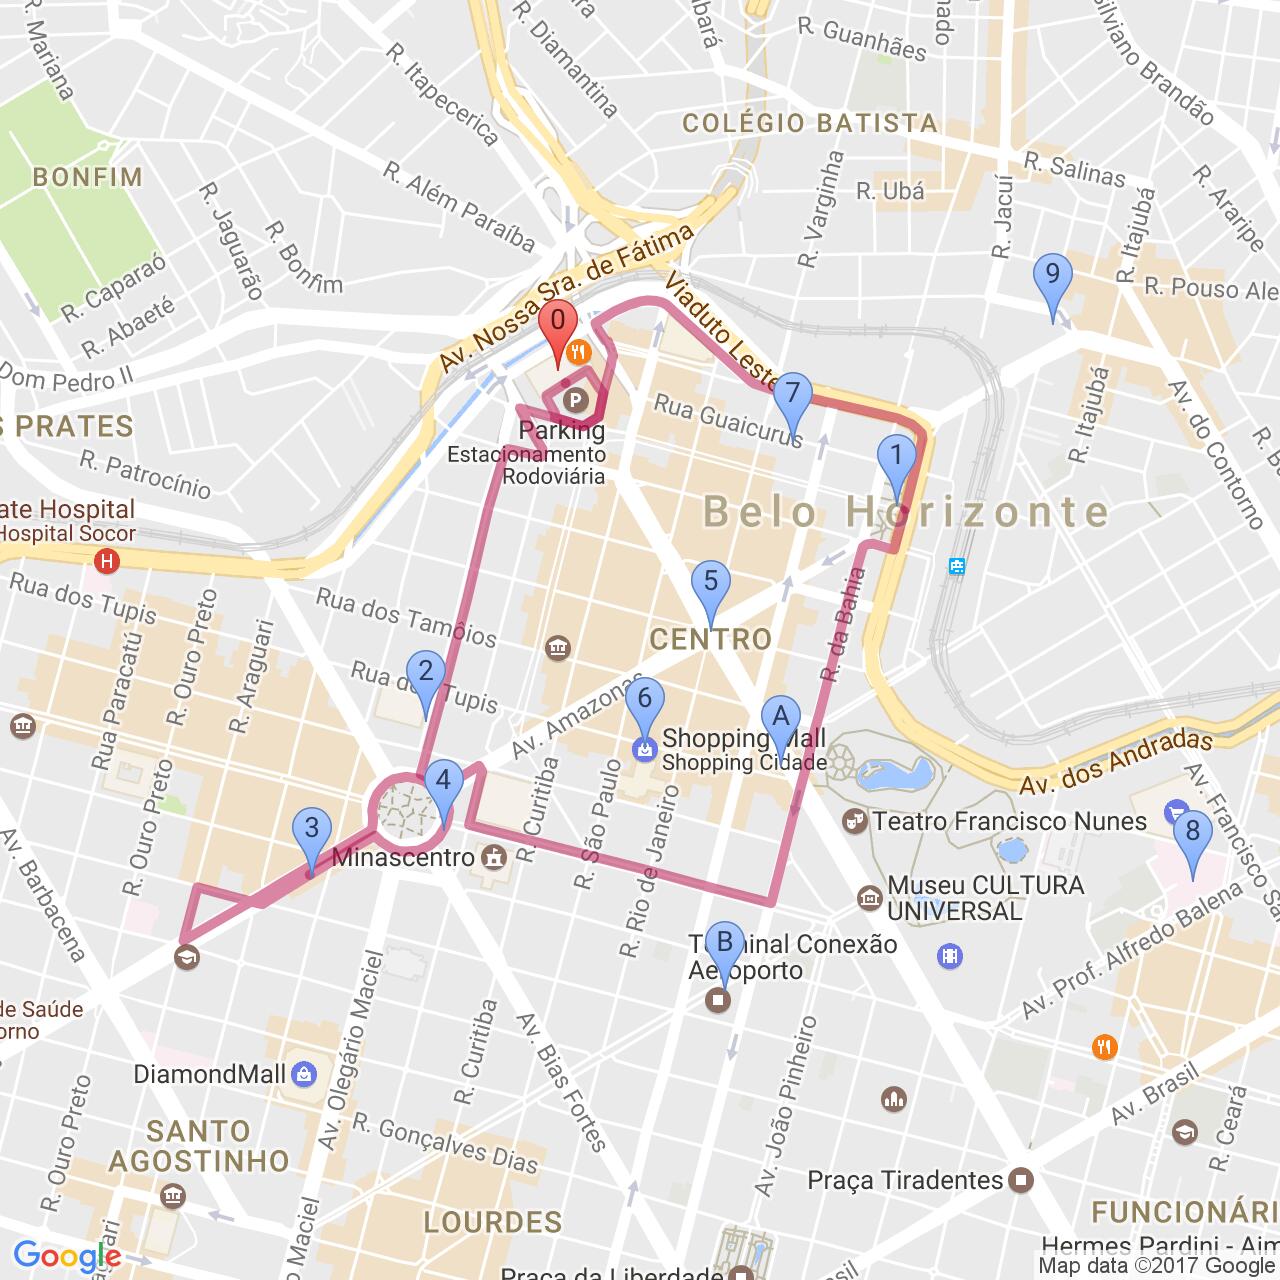 R. Mariana
R. Itapecerica
R. Diamantina
R. Guanhães
Silviano Brandão
COLÉGIO BATISTA
BONFIM
R. Além Paraíba
R. Jaguarão
R. Bonfim
R. Varginha
R. Ubá
R. Jacuí
R. Salinas
R. Itajubá
R. Araripe
R. Caparaó
R. Abaeté
Av. Nossa Sra. de Fátima
Viaduto Leste
9
R. Pouso Ale
0
Dom Pedro II
S PRATES
R. Patrocínio
P
Parking
Estacionamento
Rodoviária
Rua Guaicurus
7
1
R. Itajubá
Av. do Contorno
Belo Horizonte
ate Hospital
Hospital Socor
H
Rua dos Tupis
R. Ouro Preto
Rua Paracatú
R. Araguari
Rua dos Tamôios
5
CENTRO
R. da Bahia
2
Tupis
Av. Amazonas
6
A
Shopping Mall
Shopping Cidade
Av. dos Andradas
4
R. Curitiba
R. São Paulo
R. Rio de Janeiro
3
Minascentro
R. Ouro Preto
Av. Barbacena
Teatro Francisco Nunes
Av. Francisco Sa
8
Museu CULTURA
UNIVERSAL
Av. Prof. Alfredo Balena
B
Conexão
Aeroporto
de Saúde
orno
Av. Olegário Maciel
R. Curitiba
Av. Bias Fortes
Av. João Pinheiro
DiamondMall
R. Ouro Preto
SANTO
AGOSTINHO
R. Gonçalves Dias
Av. Brasil
R. Ceará
Praça Tiradentes
LOURDES
FUNCIONÁRI
Maciel
Hermes Pardini - Aim
Google
Praça da Liberdade
Map data ©2017 Google